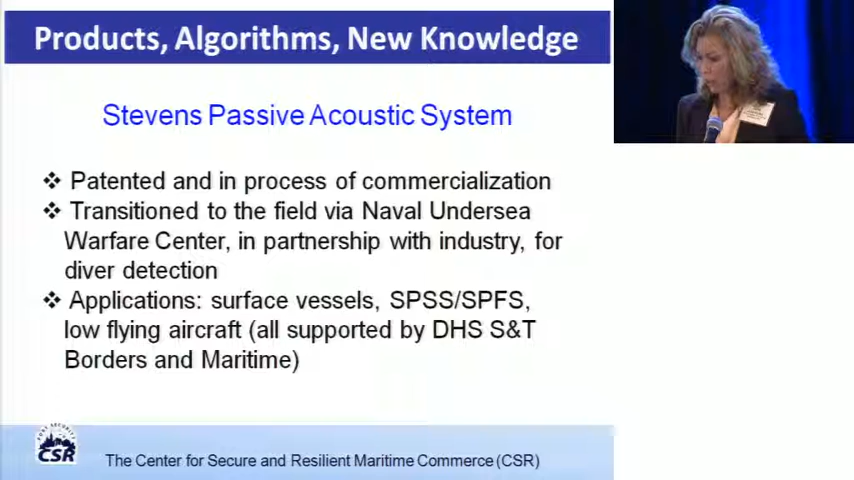 Products, Algorithms, New Knowledge
Stevens Passive Acoustic System
❖ Patented and in process of commercialization
❖ Transitioned to the field via Naval Undersea
Warfare Center, in partnership with industry, for
diver detection
❖ Applications: surface vessels, SPSS/SPFS,
low flying aircraft (all supported by DHS S&T
Borders and Maritime)
PORT SECURITY
CSR
The Center for Secure and Resilient Maritime Commerce (CSR)